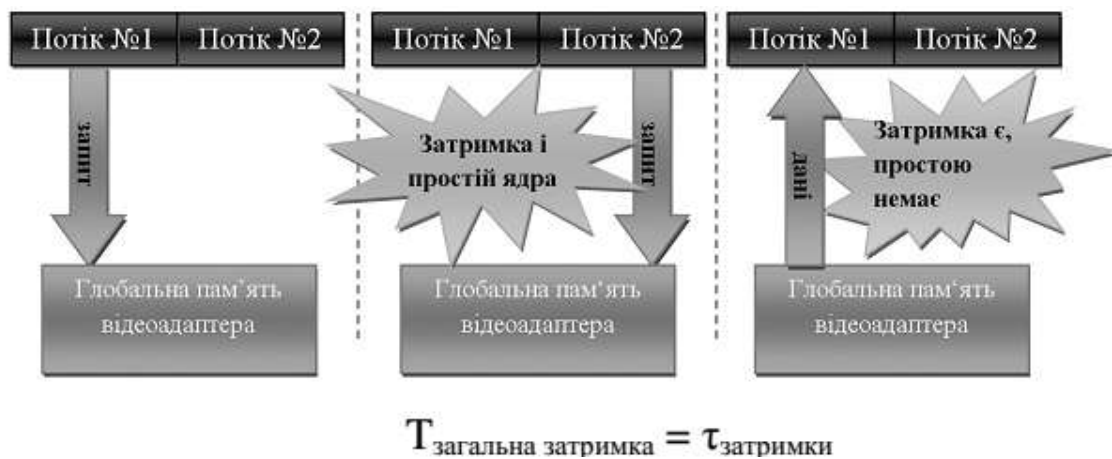 Потік №1 Потік №2
Потік №1 Потік №2
Потік №1 Потік №2
запит
Затримка і
простій ядра
запит
дані
Затримка є,
простою
немає
Глобальна пам’ять
відеоадаптера
Глобальна пам‘ять
відеоадаптера
Глобальна пам‘ять
відеоадаптера
Tзагальна затримка = τзатримки